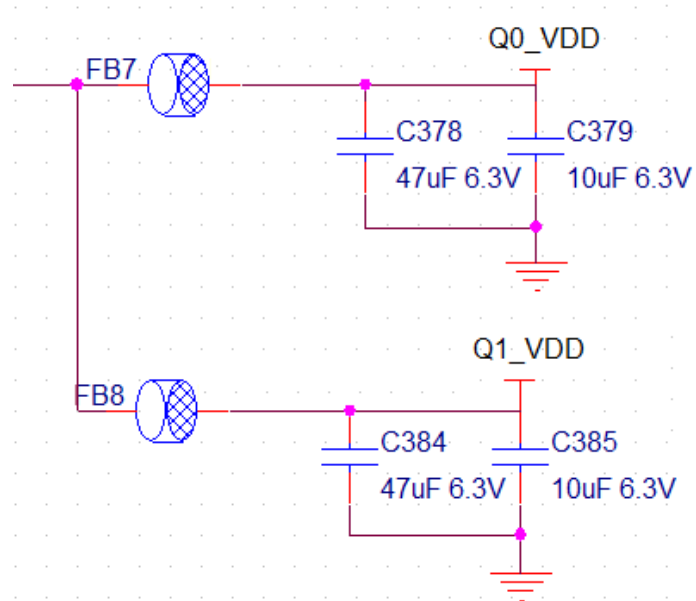 Q0_VDD
FB7
C378
C379
47uF 6.3V
10uF 6.3V
Q1_VDD
FB8
C384
C385
47uF 6.3V
10uF 6.3V